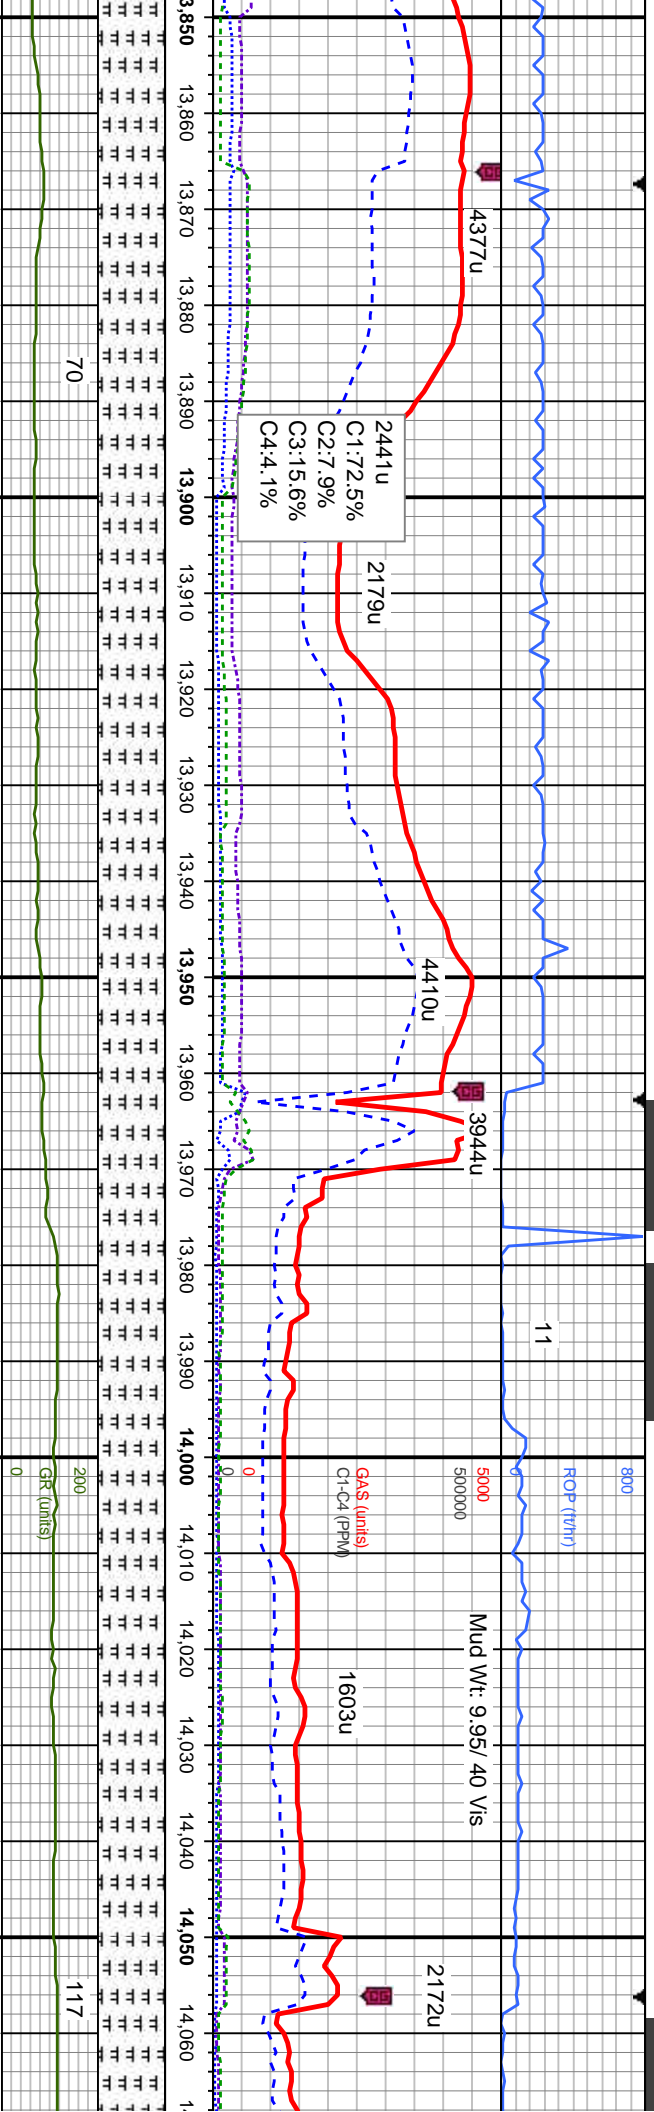 3,850
13,860
13,870
13,880
13,890
13,900
13,910
13,920
13,930
13,940
13,950
13,960
13,970
13,980
13,990
14,000
14,010
14,020
14,030
14,040
14,050
14,060
4377u
2441u
C1:72.5%
C2:7.9%
C3:15.6%
C4:4.1%
2179u
4410u
3944u
11
Mud Wt: 9.95/ 40 Vis
1603u
2172u
70
117
0 ROP (ft/hr) 800
0 GAS (units) 5000
0 C1-C4 (PPM) 500000
0 GR (units) 200
CG
CG
CG